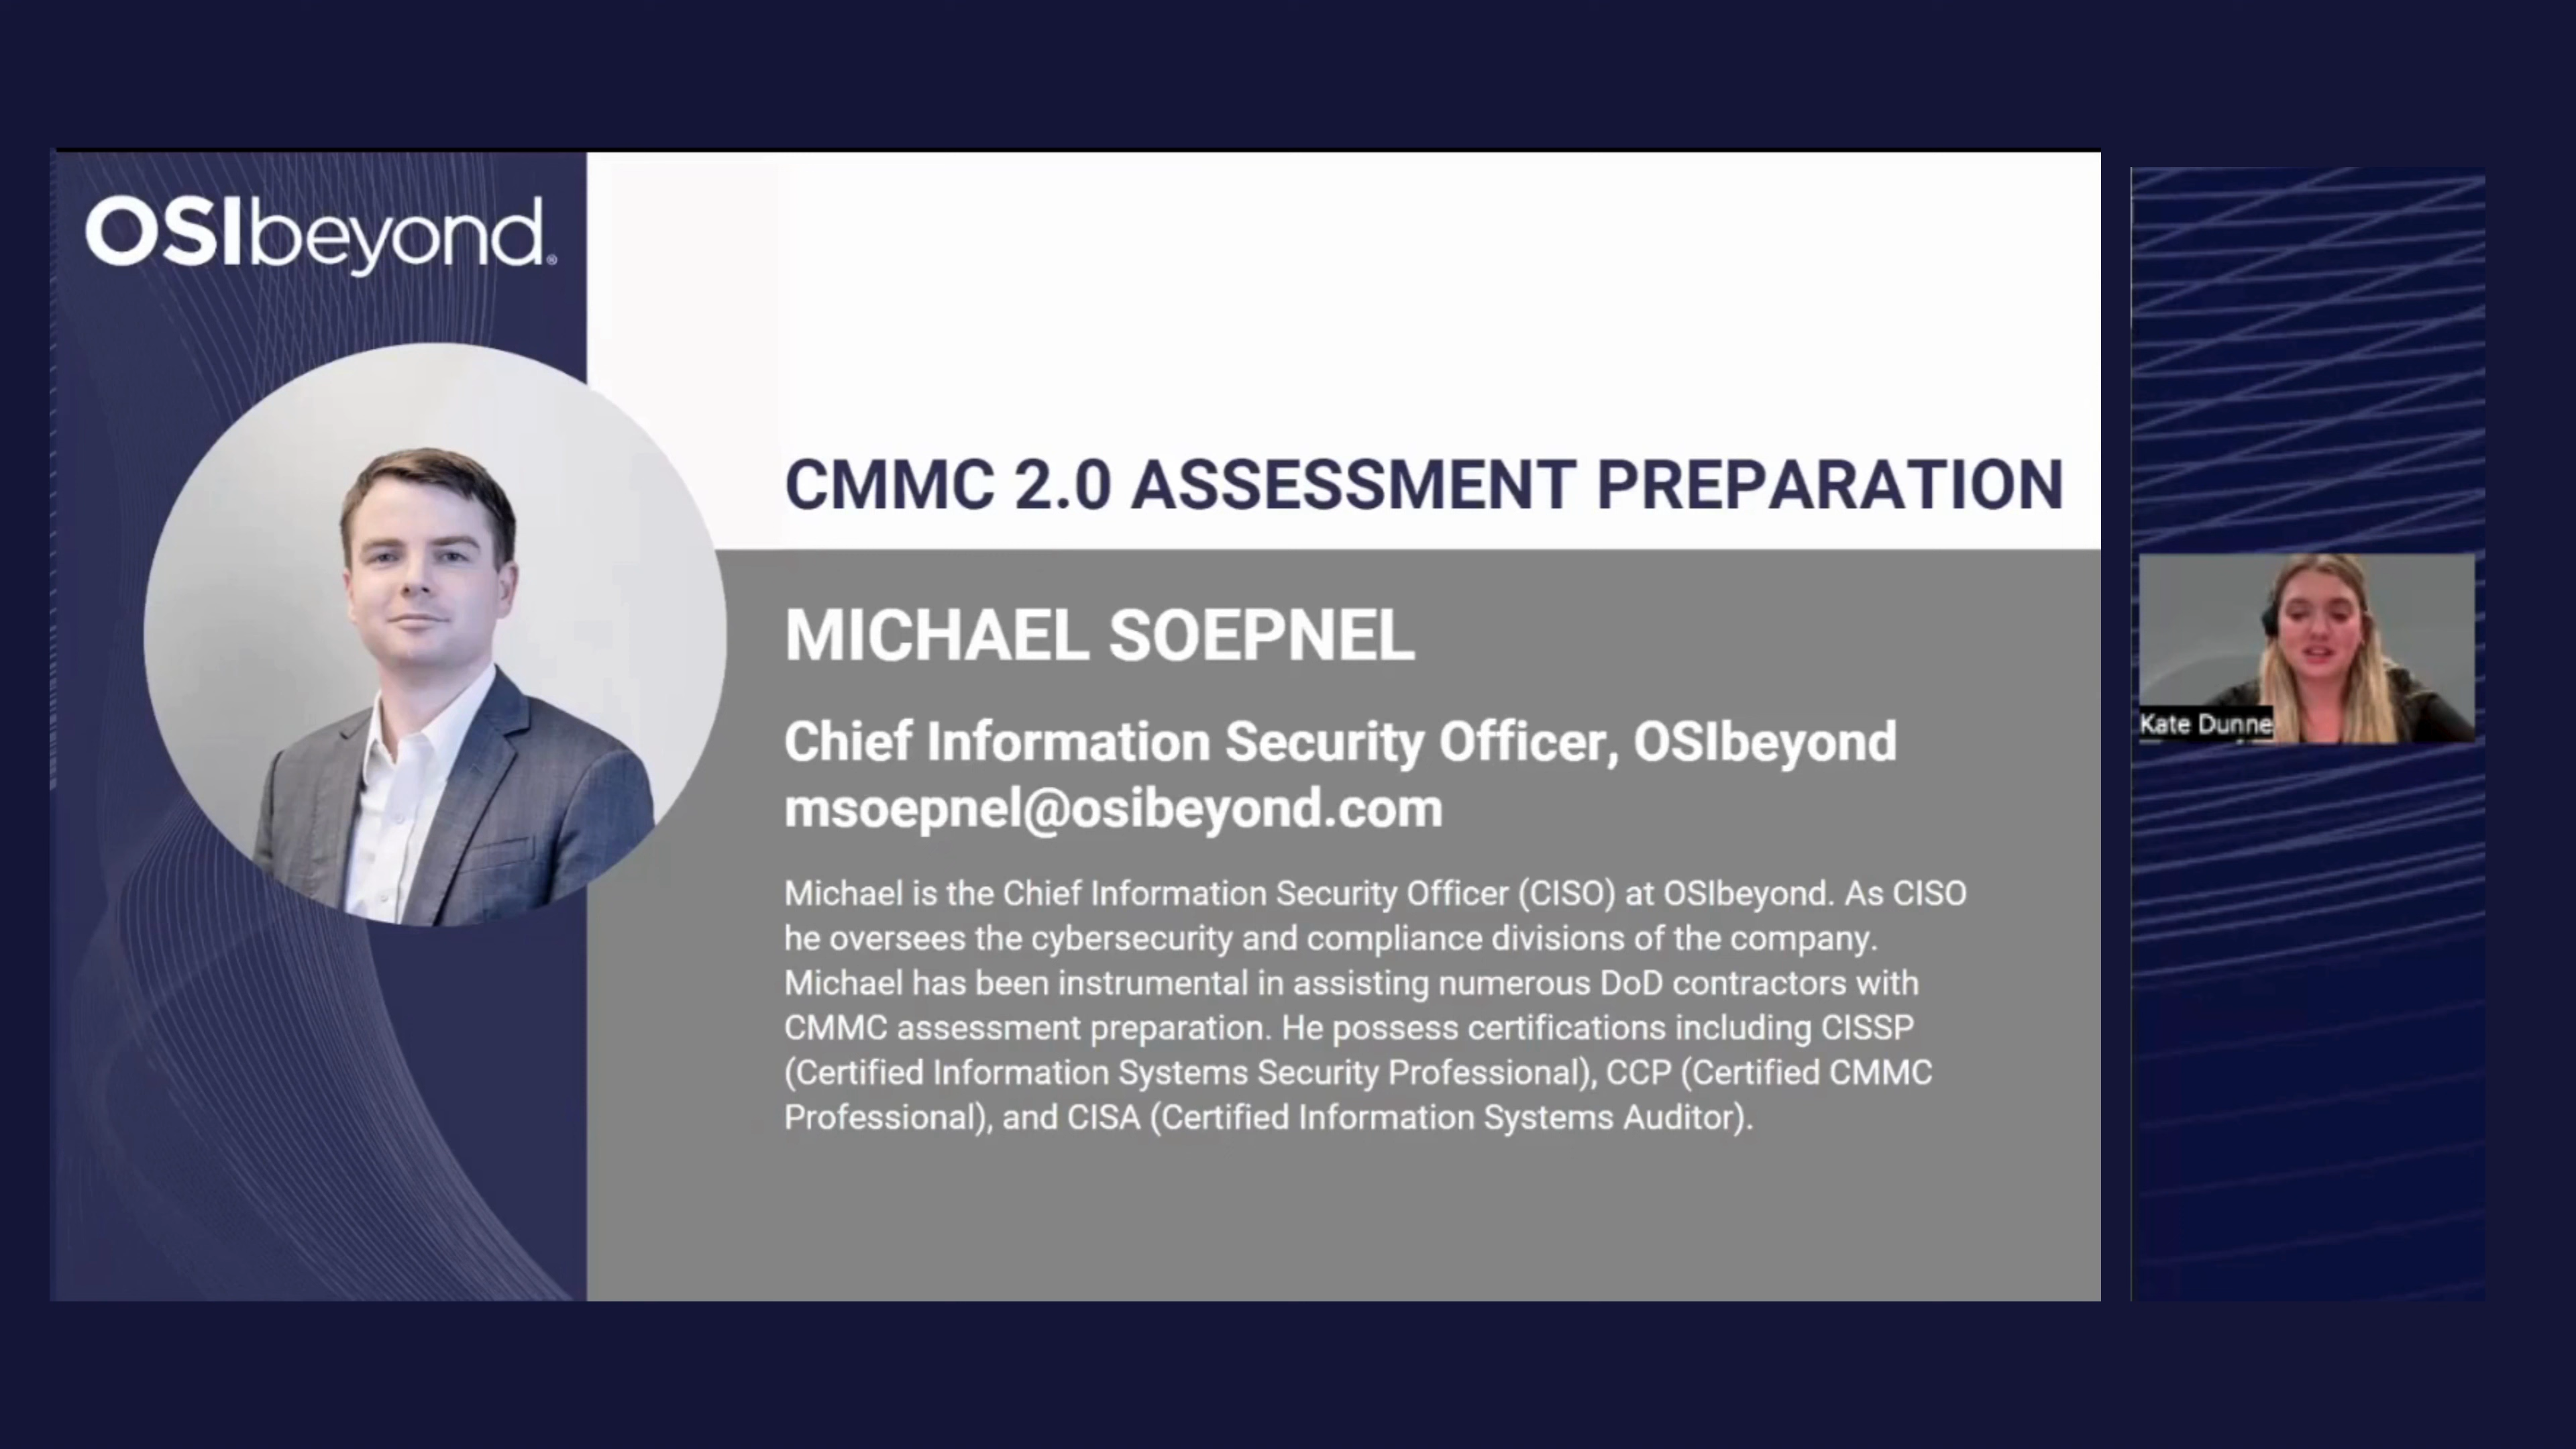 OSIbeyond®
CMMC 2.0 ASSESSMENT PREPARATION
MICHAEL SOEPNEL
Chief Information Security Officer, OSIbeyond
msoepnel@osibeyond.com
Michael is the Chief Information Security Officer (CISO) at OSIbeyond. As CISO
he oversees the cybersecurity and compliance divisions of the company.
Michael has been instrumental in assisting numerous DoD contractors with
CMMC assessment preparation. He possess certifications including CISSP
(Certified Information Systems Security Professional), CCP (Certified CMMC
Professional), and CISA (Certified Information Systems Auditor).
Kate Dunne